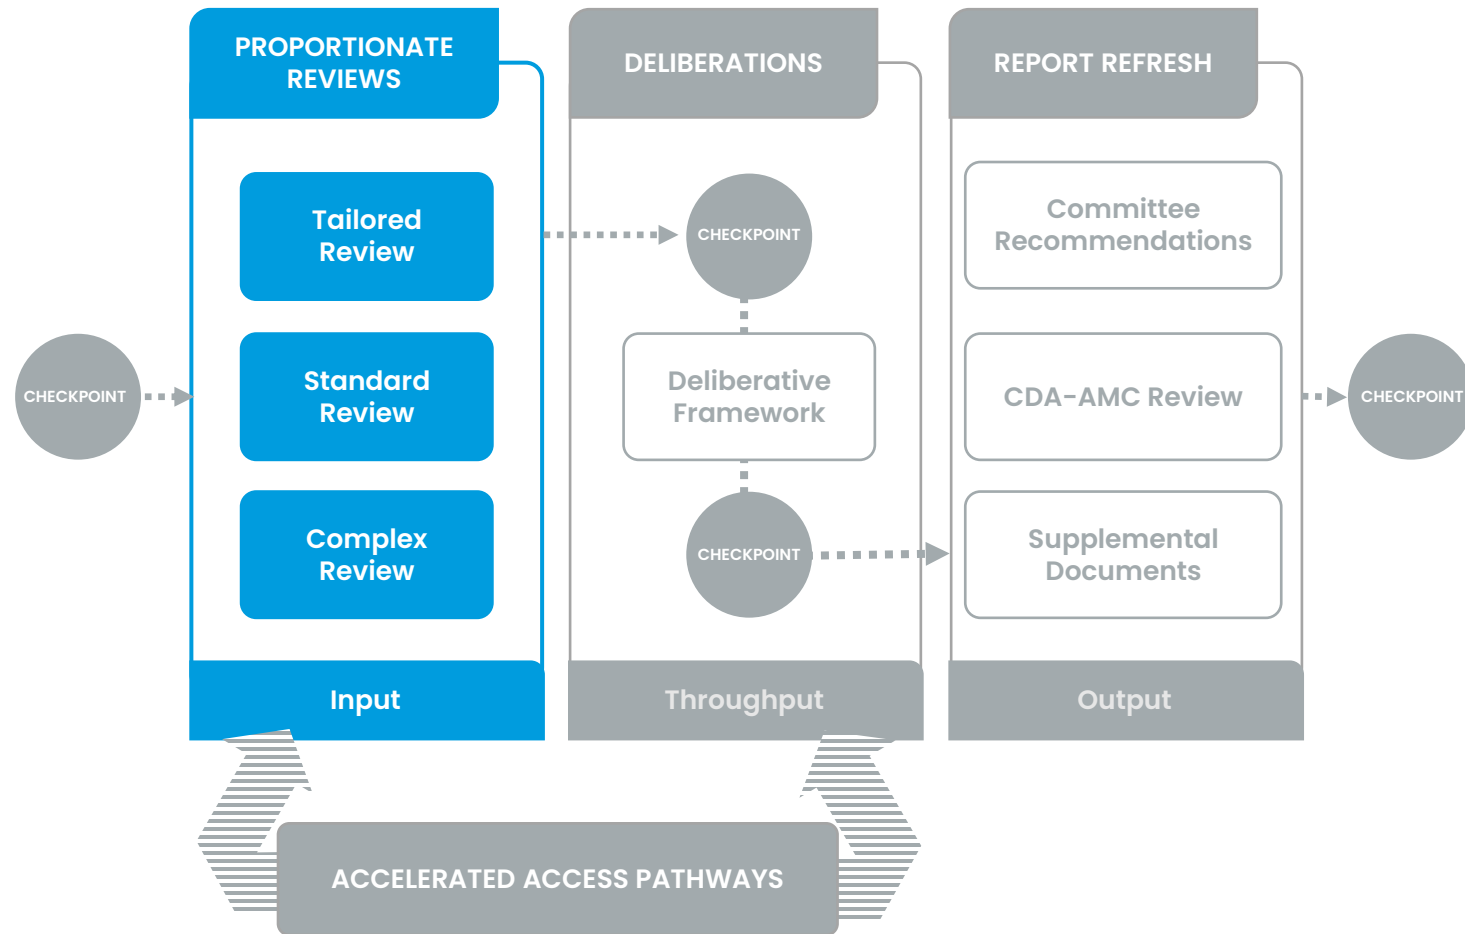 PROPORTIONATE
REVIEWS
Tailored
Review
Standard
Review
Complex
Review
Input
CHECKPOINT
DELIBERATIONS
CHECKPOINT
Deliberative
Framework
CHECKPOINT
Throughput
REPORT REFRESH
Committee
Recommendations
CDA-AMC Review
Supplemental
Documents
Output
CHECKPOINT
ACCELERATED ACCESS PATHWAYS